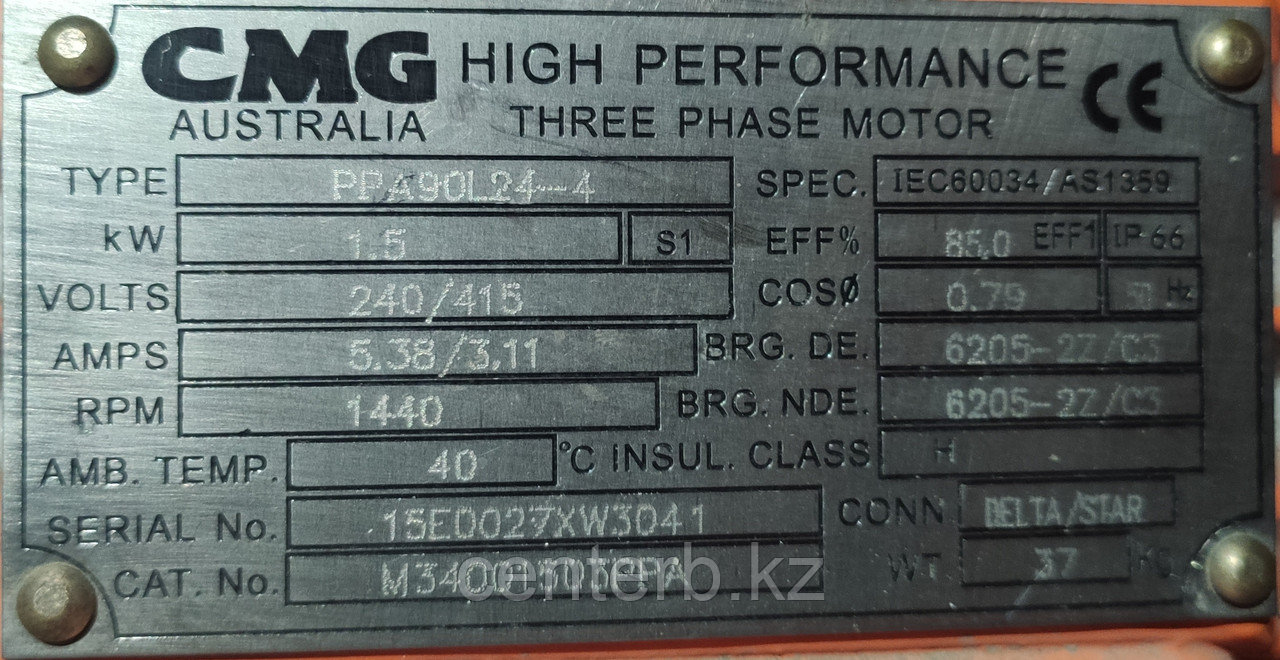 CMG HIGH PERFORMANCE CE
AUSTRALIA THREE PHASE MOTOR
TYPE PPA90L24-4 SPEC. IEC60034/AS1359
kW 1.5 S1 EFF% 85.0 EFF1 IP 66
VOLTS 240/415 COSØ 0.79 50 Hz
AMPS 5.38/3.11 BRG. DE. 6205-2Z/C3
RPM 1440 BRG. NDE. 6205-2Z/C3
AMB. TEMP. 40 °C INSUL. CLASS H
SERIAL No. 15E0027XW3041 CONN DELTA/STAR
CAT. No. WT 37 KG
centerb.kz